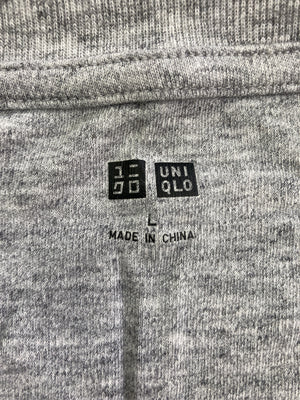 ユニ UNI
クロ QLO
L
MADE IN CHINA